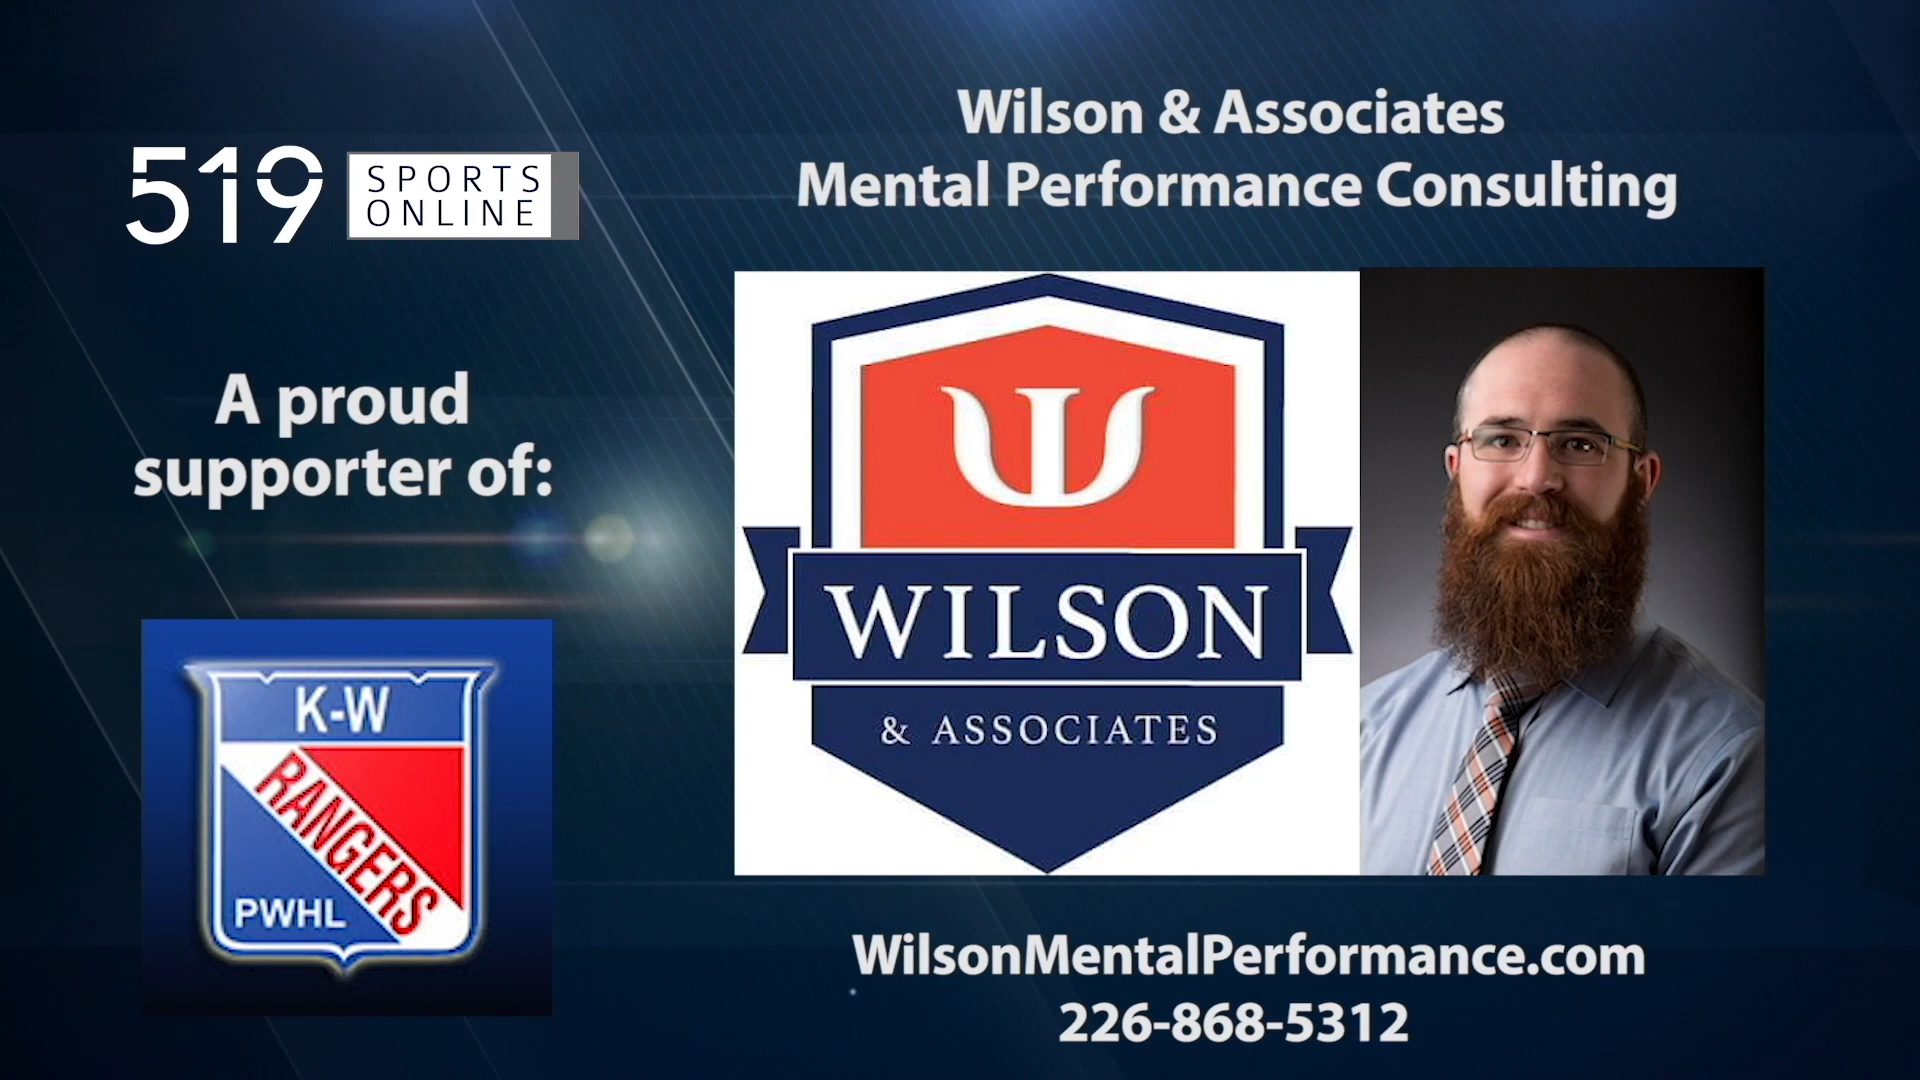 519
SPORTS
ONLINE
A proud
supporter of:
K-W
RANGERS
PWHL
Wilson & Associates
Mental Performance Consulting
Ψ
WILSON
& ASSOCIATES
WilsonMentalPerformance.com
226-868-5312